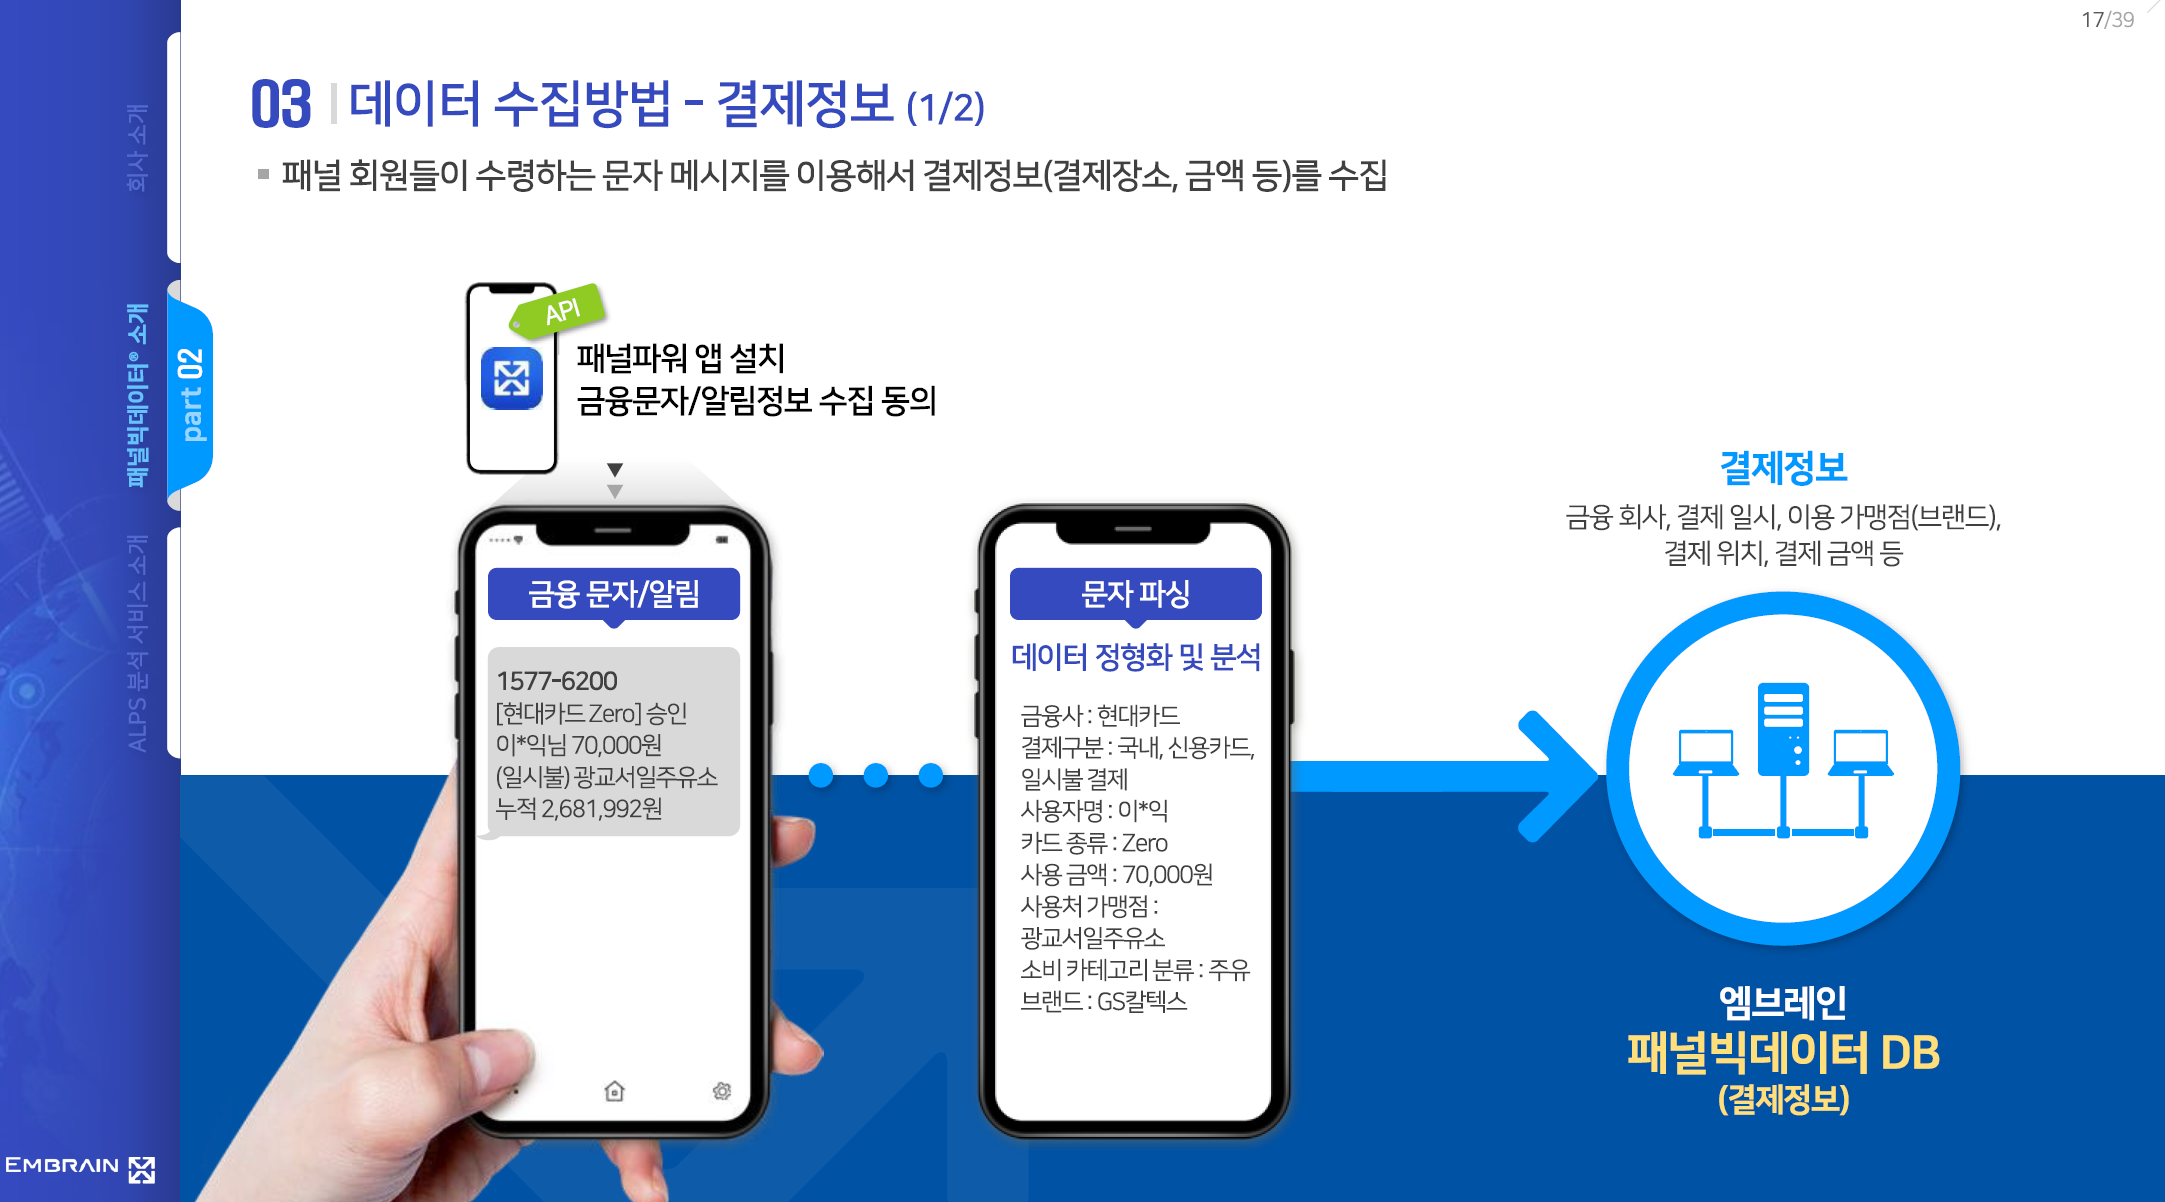 17/39
03 데이터 수집방법 - 결제정보 (1/2)
패널 회원들이 수령하는 문자 메시지를 이용해서 결제정보(결제장소, 금액 등)를 수집
회사 소개
패널빅데이터® 소개
part 02
ALPS 분석 서비스 소개
API
패널파워 앱 설치
금융문자/알림정보 수집 동의
금융 문자/알림
1577-6200
[현대카드 Zero] 승인
이*익님 70,000원
(일시불) 광교서일주유소
누적 2,681,992원
문자 파싱
데이터 정형화 및 분석
금융사 : 현대카드
결제구분 : 국내, 신용카드,
일시불 결제
사용자명 : 이*익
카드 종류 : Zero
사용 금액 : 70,000원
사용처 가맹점 :
광교서일주유소
소비 카테고리 분류 : 주유
브랜드 : GS칼텍스
결제정보
금융 회사, 결제 일시, 이용 가맹점(브랜드),
결제 위치, 결제 금액 등
엠브레인
패널빅데이터 DB
(결제정보)
EMBRAIN